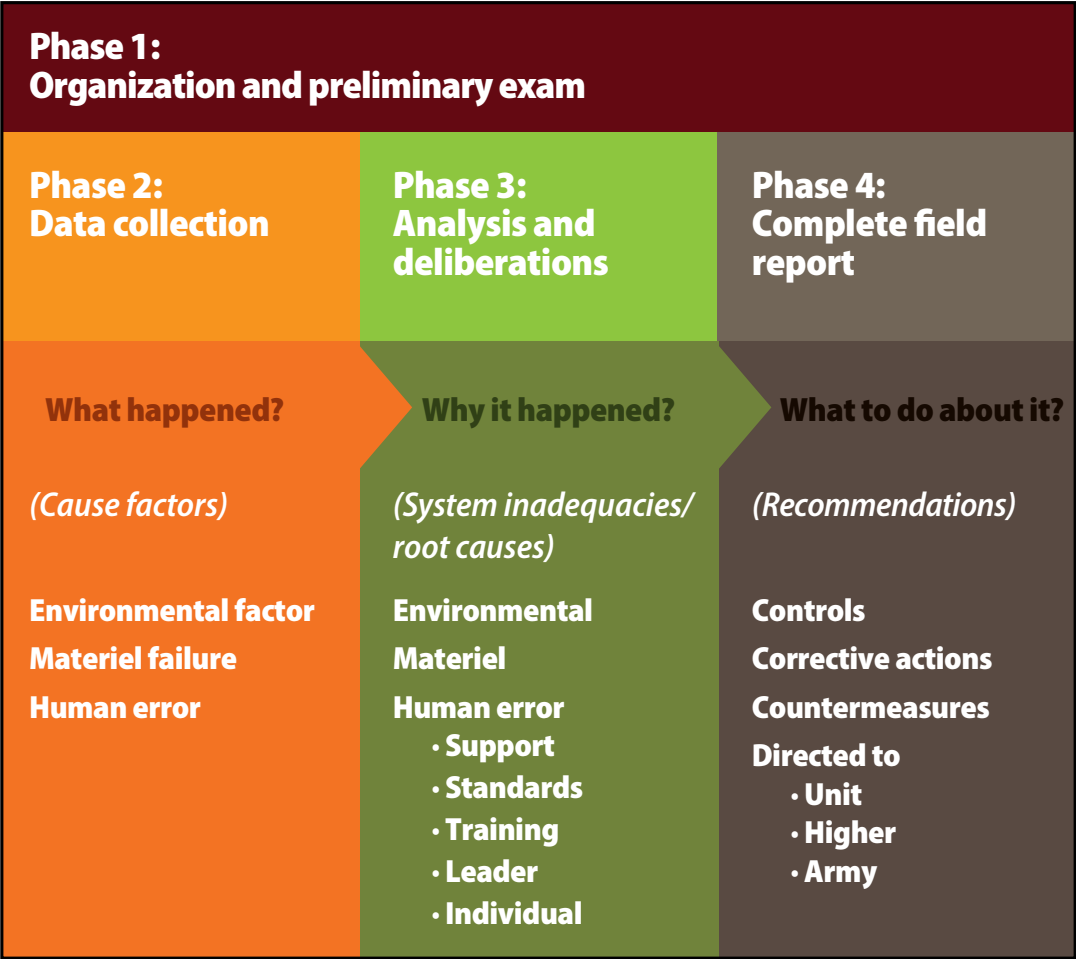 Phase 1:
Organization and preliminary exam
Phase 2:
Data collection
What happened?
(Cause factors)
Environmental factor
Materiel failure
Human error
Phase 3:
Analysis and
deliberations
Why it happened?
(System inadequacies/
root causes)
Environmental
Materiel
Human error
• Support
• Standards
• Training
• Leader
• Individual
Phase 4:
Complete field
report
What to do about it?
(Recommendations)
Controls
Corrective actions
Countermeasures
Directed to
• Unit
• Higher
• Army